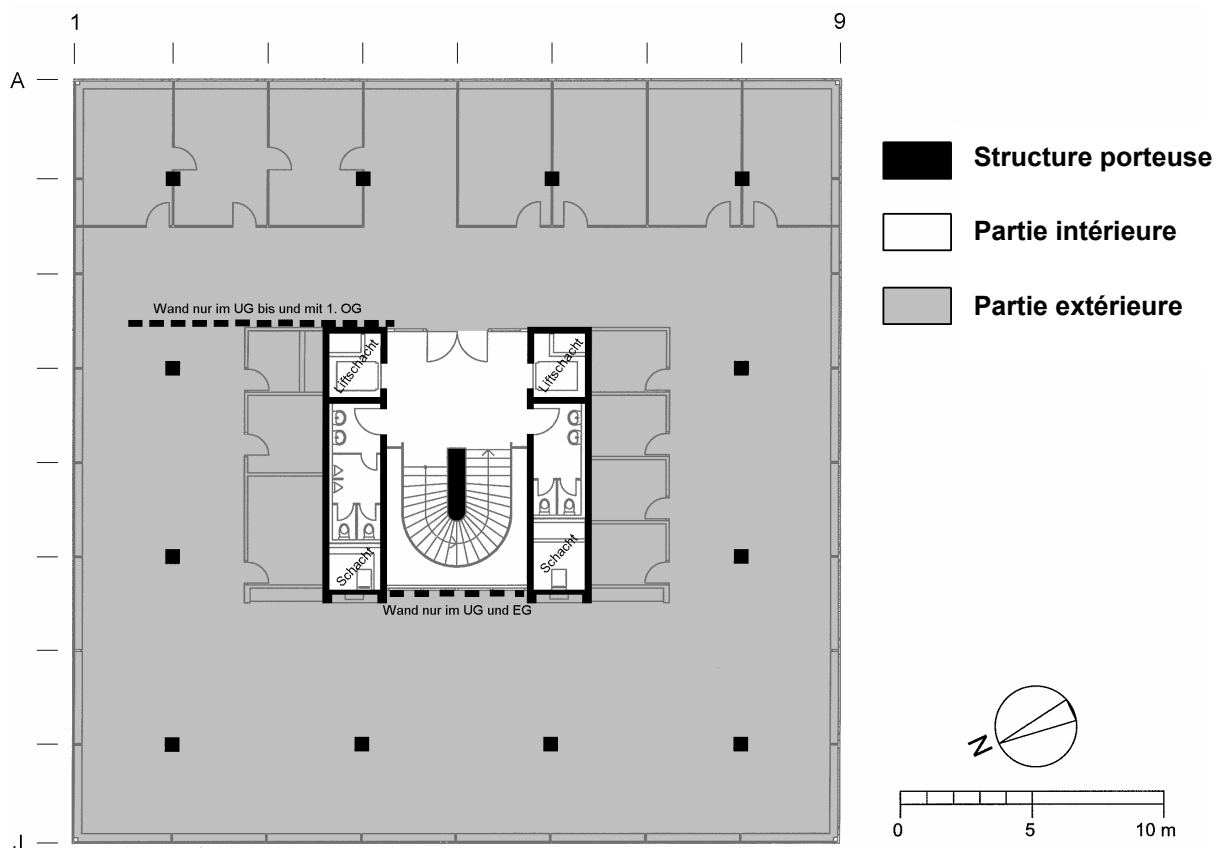 1
9
A
Structure porteuse
Partie intérieure
Partie extérieure
Wand nur im UG bis und mit 1. OG
Liftschacht
Liftschacht
Schacht
Schacht
Wand nur im UG und EG
N
J
0
5
10 m